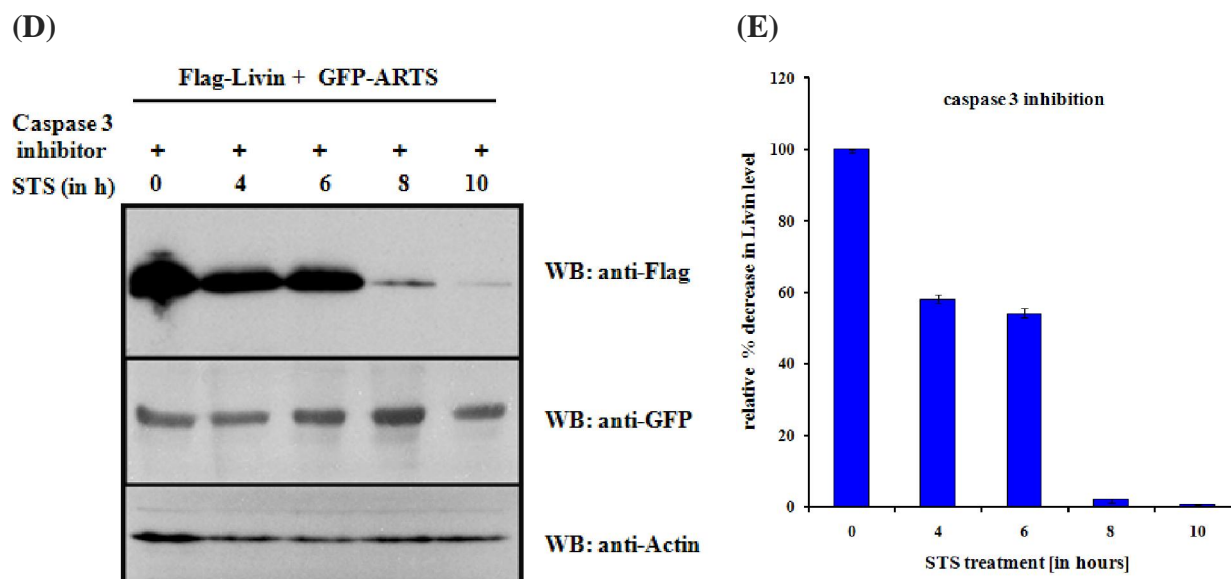 (D)
Flag-Livin + GFP-ARTS
Caspase 3
inhibitor + + + + +
STS (in h) 0 4 6 8 10
WB: anti-Flag
WB: anti-GFP
WB: anti-Actin
(E)
caspase 3 inhibition
relative % decrease in Livin level
120
100
80
60
40
20
0
0 4 6 8 10
STS treatment [in hours]